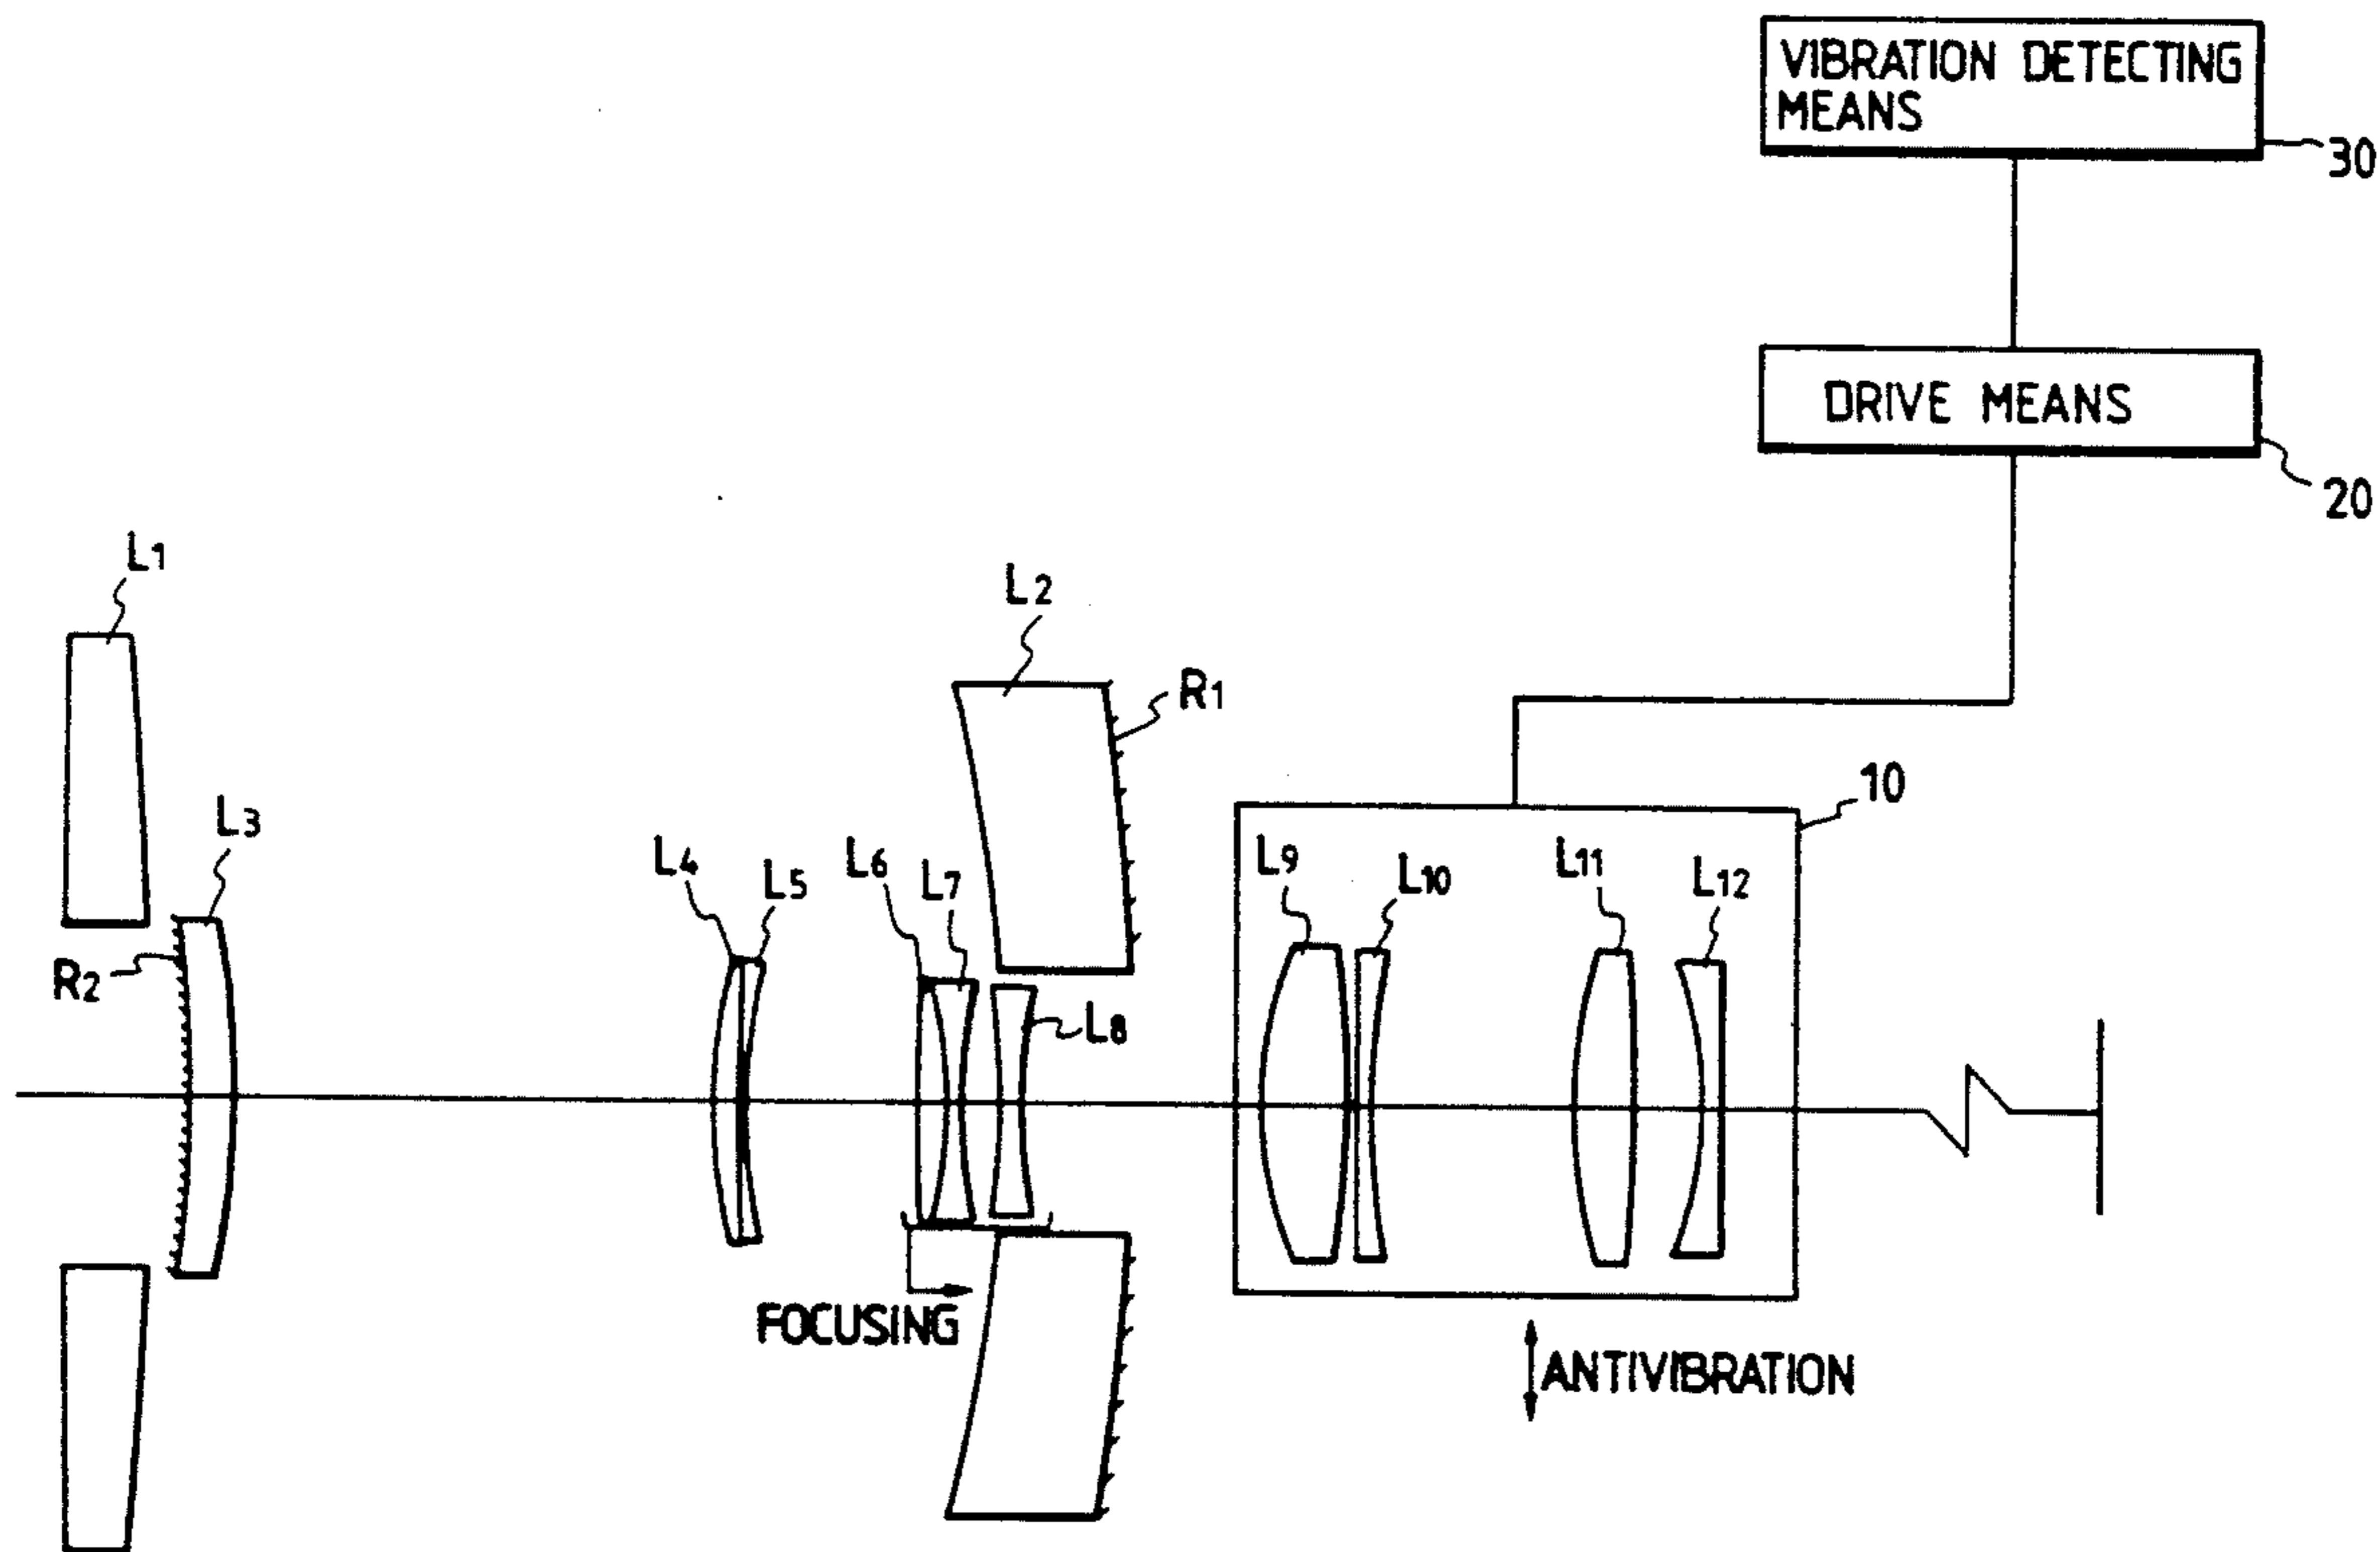 VIBRATION DETECTING
MEANS
30
DRIVE MEANS
20
L1
L2
R1
10
L3
L4
L5
L6
L7
L9
L10
L11
L12
R2
L8
FOCUSING
ANTIVIBRATION